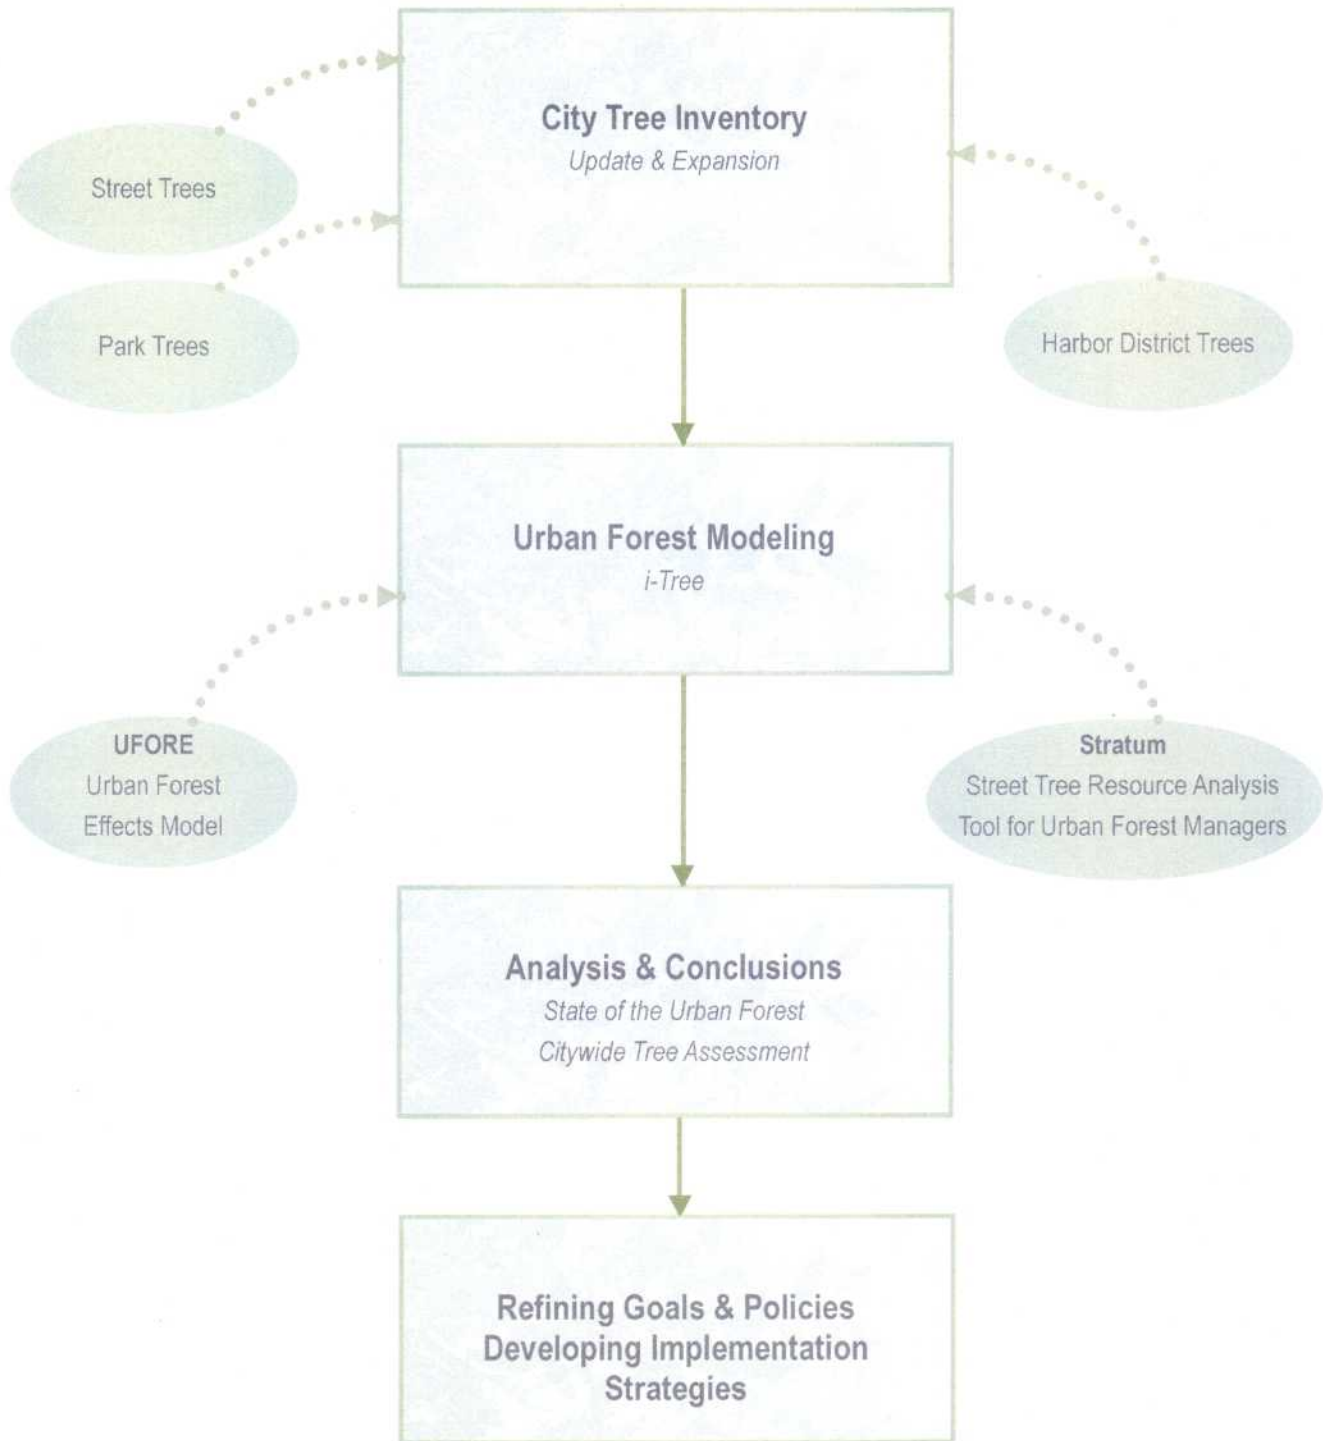 City Tree Inventory
Update & Expansion
Street Trees
Park Trees
Harbor District Trees
Urban Forest Modeling
i-Tree
UFORE
Urban Forest
Effects Model
Stratum
Street Tree Resource Analysis
Tool for Urban Forest Managers
Analysis & Conclusions
State of the Urban Forest
Citywide Tree Assessment
Refining Goals & Policies
Developing Implementation
Strategies